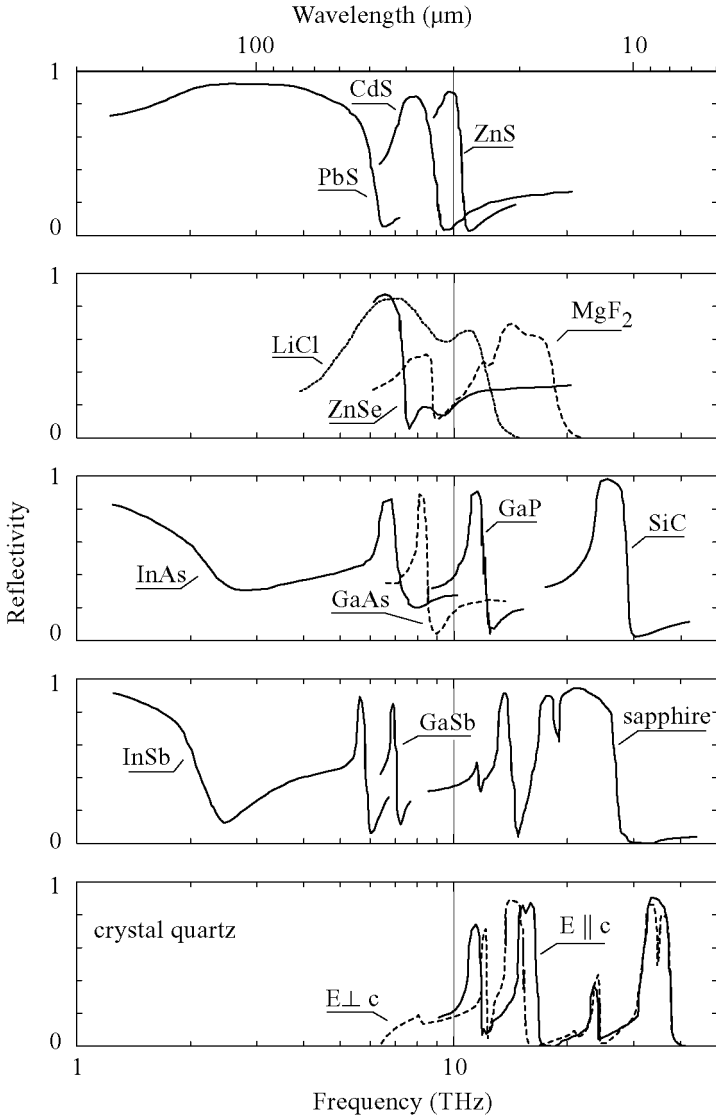 Wavelength (μm)
100 10
1
CdS
ZnS
PbS
0
1
MgF₂
LiCl
ZnSe
0
1
GaP
SiC
InAs
GaAs
0
Reflectivity
1
GaSb
sapphire
InSb
0
1
crystal quartz
E ∥ c
E⊥ c
0
1 10
Frequency (THz)